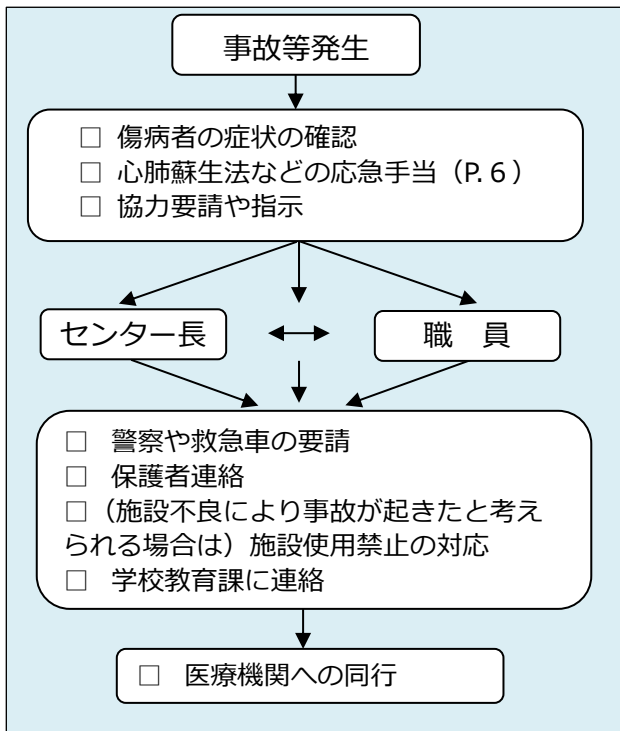 事故等発生
□ 傷病者の症状の確認
□ 心肺蘇生法などの応急手当（P.６）
□ 協力要請や指示
センター長
職　員
□ 警察や救急車の要請
□ 保護者連絡
□（施設不良により事故が起きたと考え
られる場合は）施設使用禁止の対応
□ 学校教育課に連絡
□ 医療機関への同行